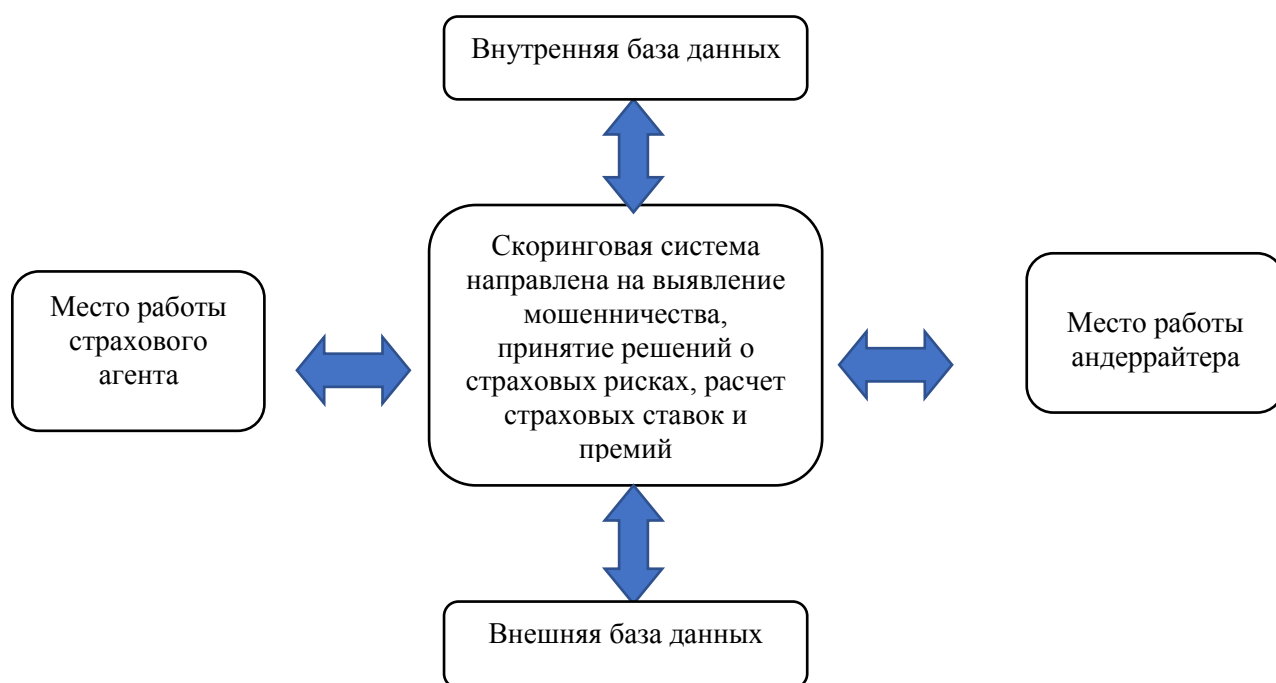 Внутренняя база данных
Скоринговая система
направлена на выявление
мошенничества,
принятие решений о
страховых рисках, расчет
страховых ставок и
премий
Место работы
страхового
агента
Место работы
андеррайтера
Внешняя база данных